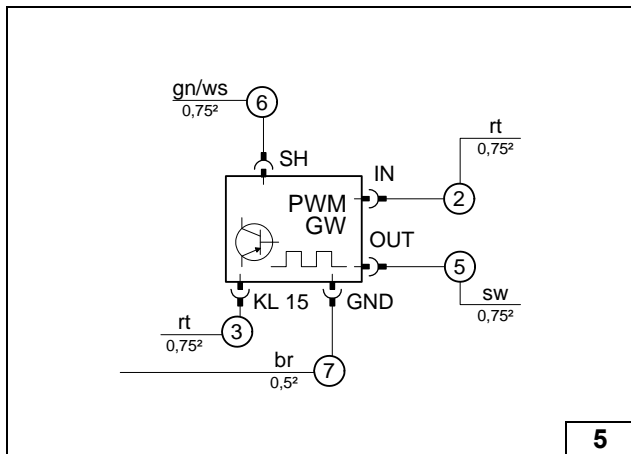 gn/ws
0,75²
6
SH
IN
rt
0,75²
2
PWM
GW
OUT
5
sw
0,75²
KL 15
GND
rt
0,75²
3
br
0,5²
7
5